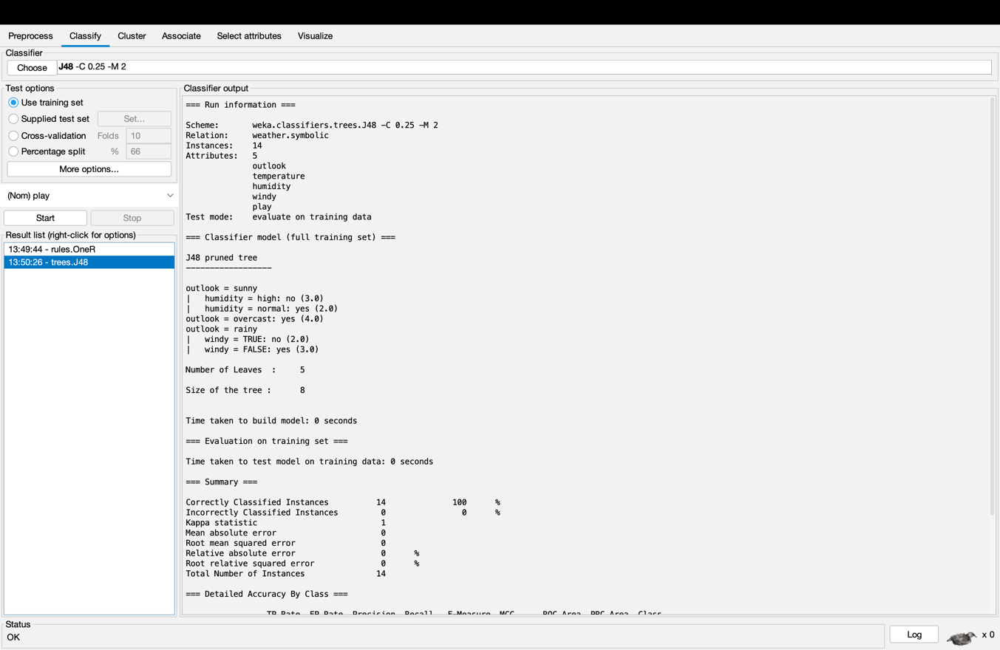 Preprocess Classify Cluster Associate Select attributes Visualize
Classifier
Choose J48 -C 0.25 -M 2
Test options
Use training set
Supplied test set Set...
Cross-validation Folds 10
Percentage split % 66
More options...
(Nom) play
Start Stop
Result list (right-click for options)
13:49:44 - rules.OneR
13:50:26 - trees.J48
Classifier output
=== Run information ===
Scheme: weka.classifiers.trees.J48 -C 0.25 -M 2
Relation: weather.symbolic
Instances: 14
Attributes: 5
outlook
temperature
humidity
windy
play
Test mode: evaluate on training data
=== Classifier model (full training set) ===
J48 pruned tree
------------------
outlook = sunny
|   humidity = high: no (3.0)
|   humidity = normal: yes (2.0)
outlook = overcast: yes (4.0)
outlook = rainy
|   windy = TRUE: no (2.0)
|   windy = FALSE: yes (3.0)
Number of Leaves  : 5
Size of the tree : 8
Time taken to build model: 0 seconds
=== Evaluation on training set ===
Time taken to test model on training data: 0 seconds
=== Summary ===
Correctly Classified Instances 14 100 %
Incorrectly Classified Instances 0 0 %
Kappa statistic 1
Mean absolute error 0
Root mean squared error 0
Relative absolute error 0 %
Root relative squared error 0 %
Total Number of Instances 14
=== Detailed Accuracy By Class ===
TP Rate FP Rate Precision Recall F-Measure MCC ROC Area PRC Area Class
Status
OK
Log x 0